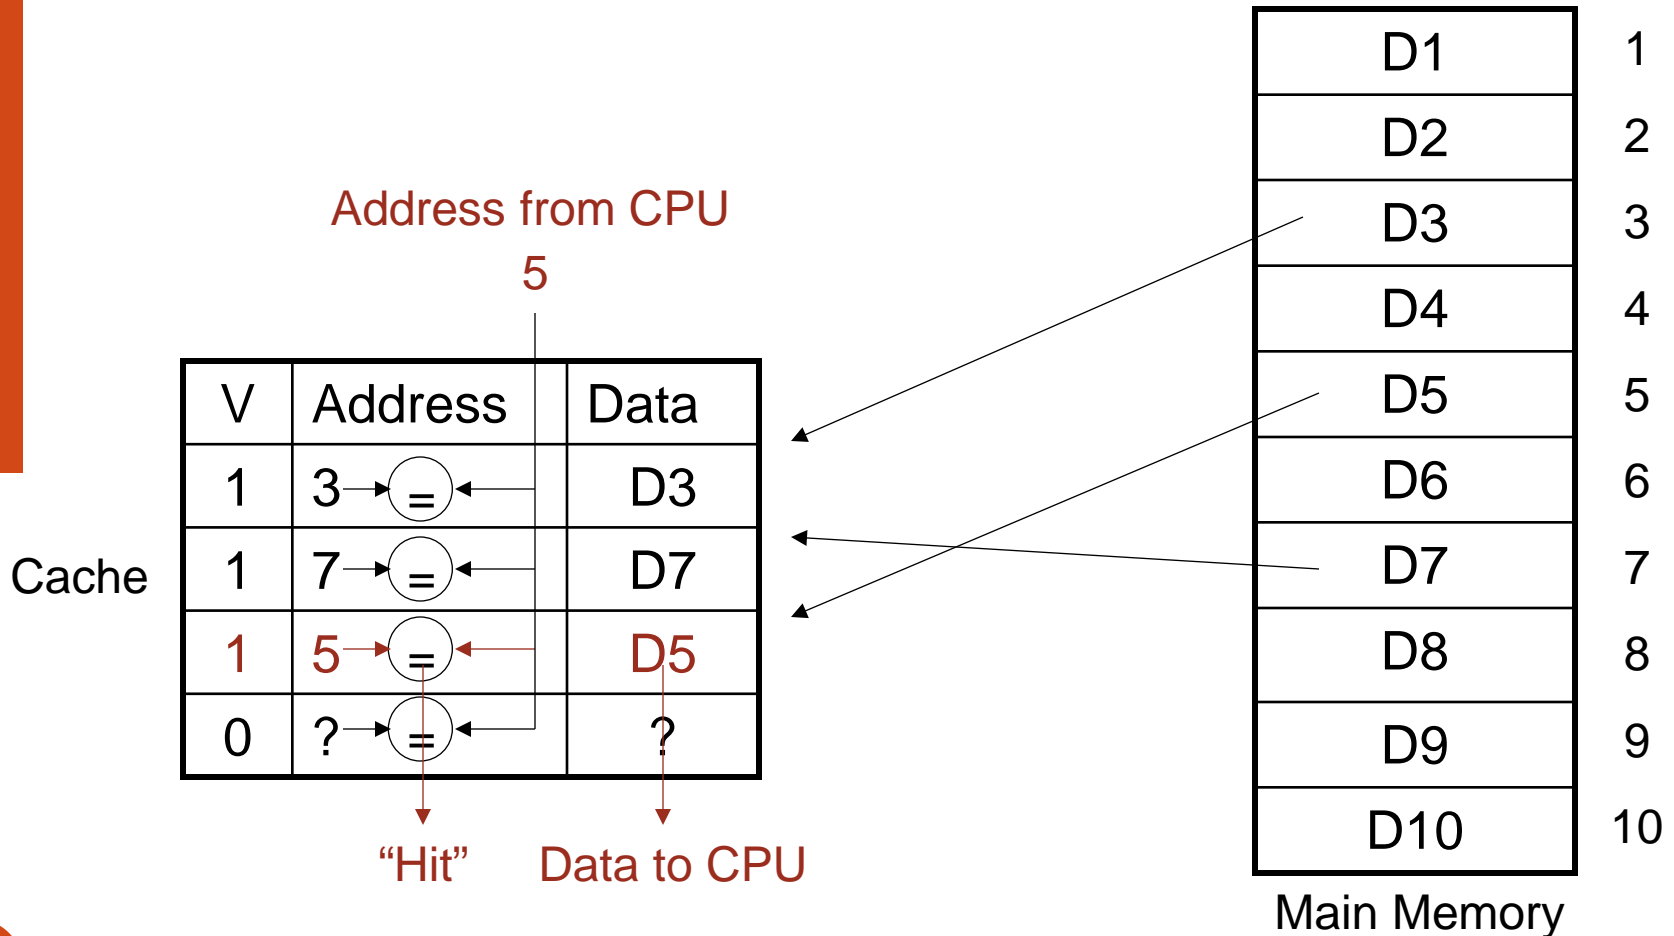 Address from CPU
5
Cache
V Address Data
1 3 = D3
1 7 = D7
1 5 = D5
0 ? = ?
“Hit” Data to CPU
D1 1
D2 2
D3 3
D4 4
D5 5
D6 6
D7 7
D8 8
D9 9
D10 10
Main Memory